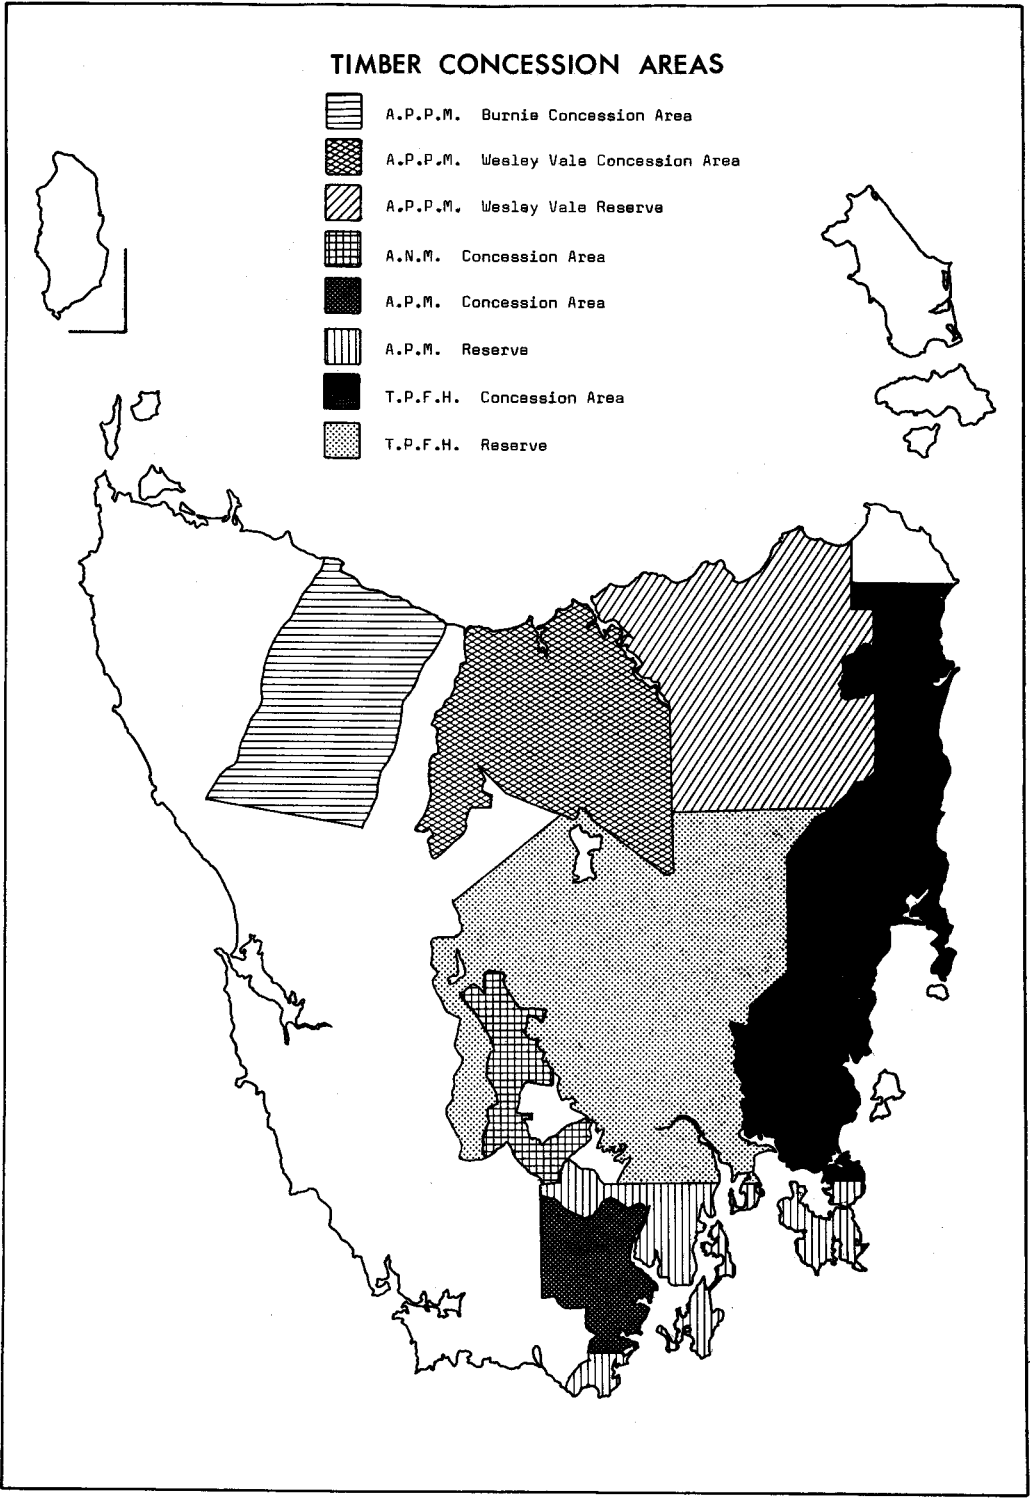 TIMBER CONCESSION AREAS
A.P.P.M. Burnie Concession Area
A.P.P.M. Wesley Vale Concession Area
A.P.P.M. Wesley Vale Reserve
A.N.M. Concession Area
A.P.M. Concession Area
A.P.M. Reserve
T.P.F.H. Concession Area
T.P.F.H. Reserve